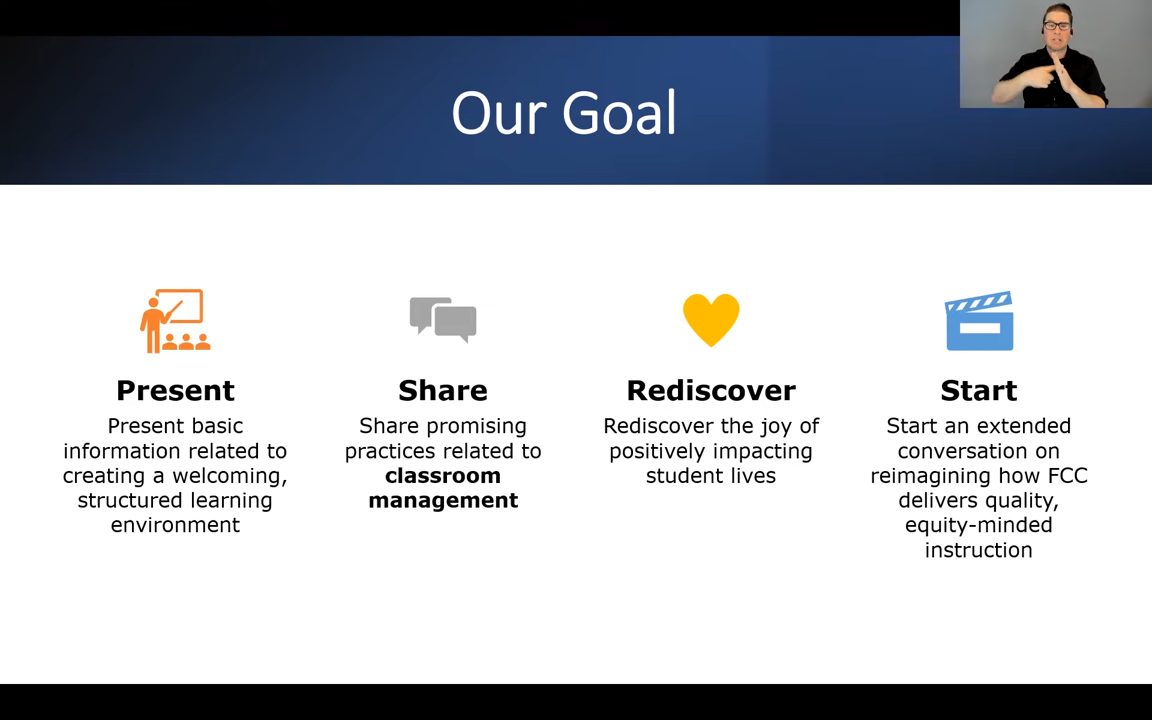 Our Goal
Present
Present basic
information related to
creating a welcoming,
structured learning
environment
Share
Share promising
practices related to
classroom
management
Rediscover
Rediscover the joy of
positively impacting
student lives
Start
Start an extended
conversation on
reimagining how FCC
delivers quality,
equity-minded
instruction